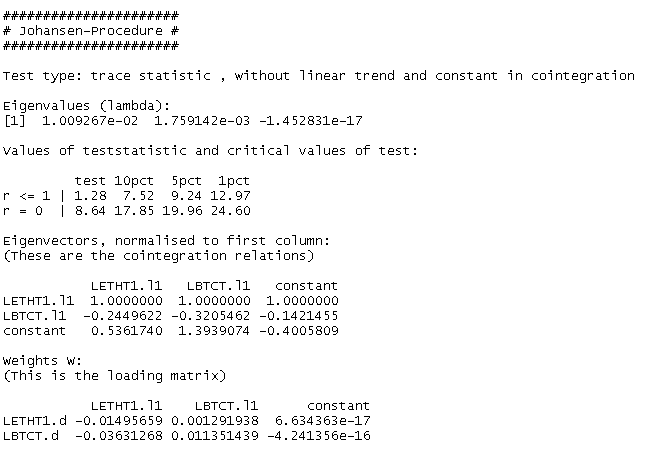 ######################
# Johansen-Procedure #
######################
Test type: trace statistic , without linear trend and constant in cointegration
Eigenvalues (lambda):
[1]  1.009267e-02  1.759142e-03 -1.452831e-17
Values of teststatistic and critical values of test:
         test 10pct  5pct  1pct
r <= 1 | 1.28  7.52  9.24 12.97
r = 0  | 8.64 17.85 19.96 24.60
Eigenvectors, normalised to first column:
(These are the cointegration relations)
           LETHT1.l1   LBTCT.l1   constant
LETHT1.l1  1.0000000  1.0000000  1.0000000
LBTCT.l1  -0.2449622 -0.3205462 -0.1421455
constant   0.5361740  1.3939074 -0.4005809
Weights W:
(This is the loading matrix)
           LETHT1.l1    LBTCT.l1      constant
LETHT1.d -0.01495659 0.001291938  6.634363e-17
LBTCT.d  -0.03631268 0.011351439 -4.241356e-16